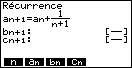 Récurrence
an+1=an+1/(n+1)
bn+1: [—]
cn+1: [—]
n an bn Cn